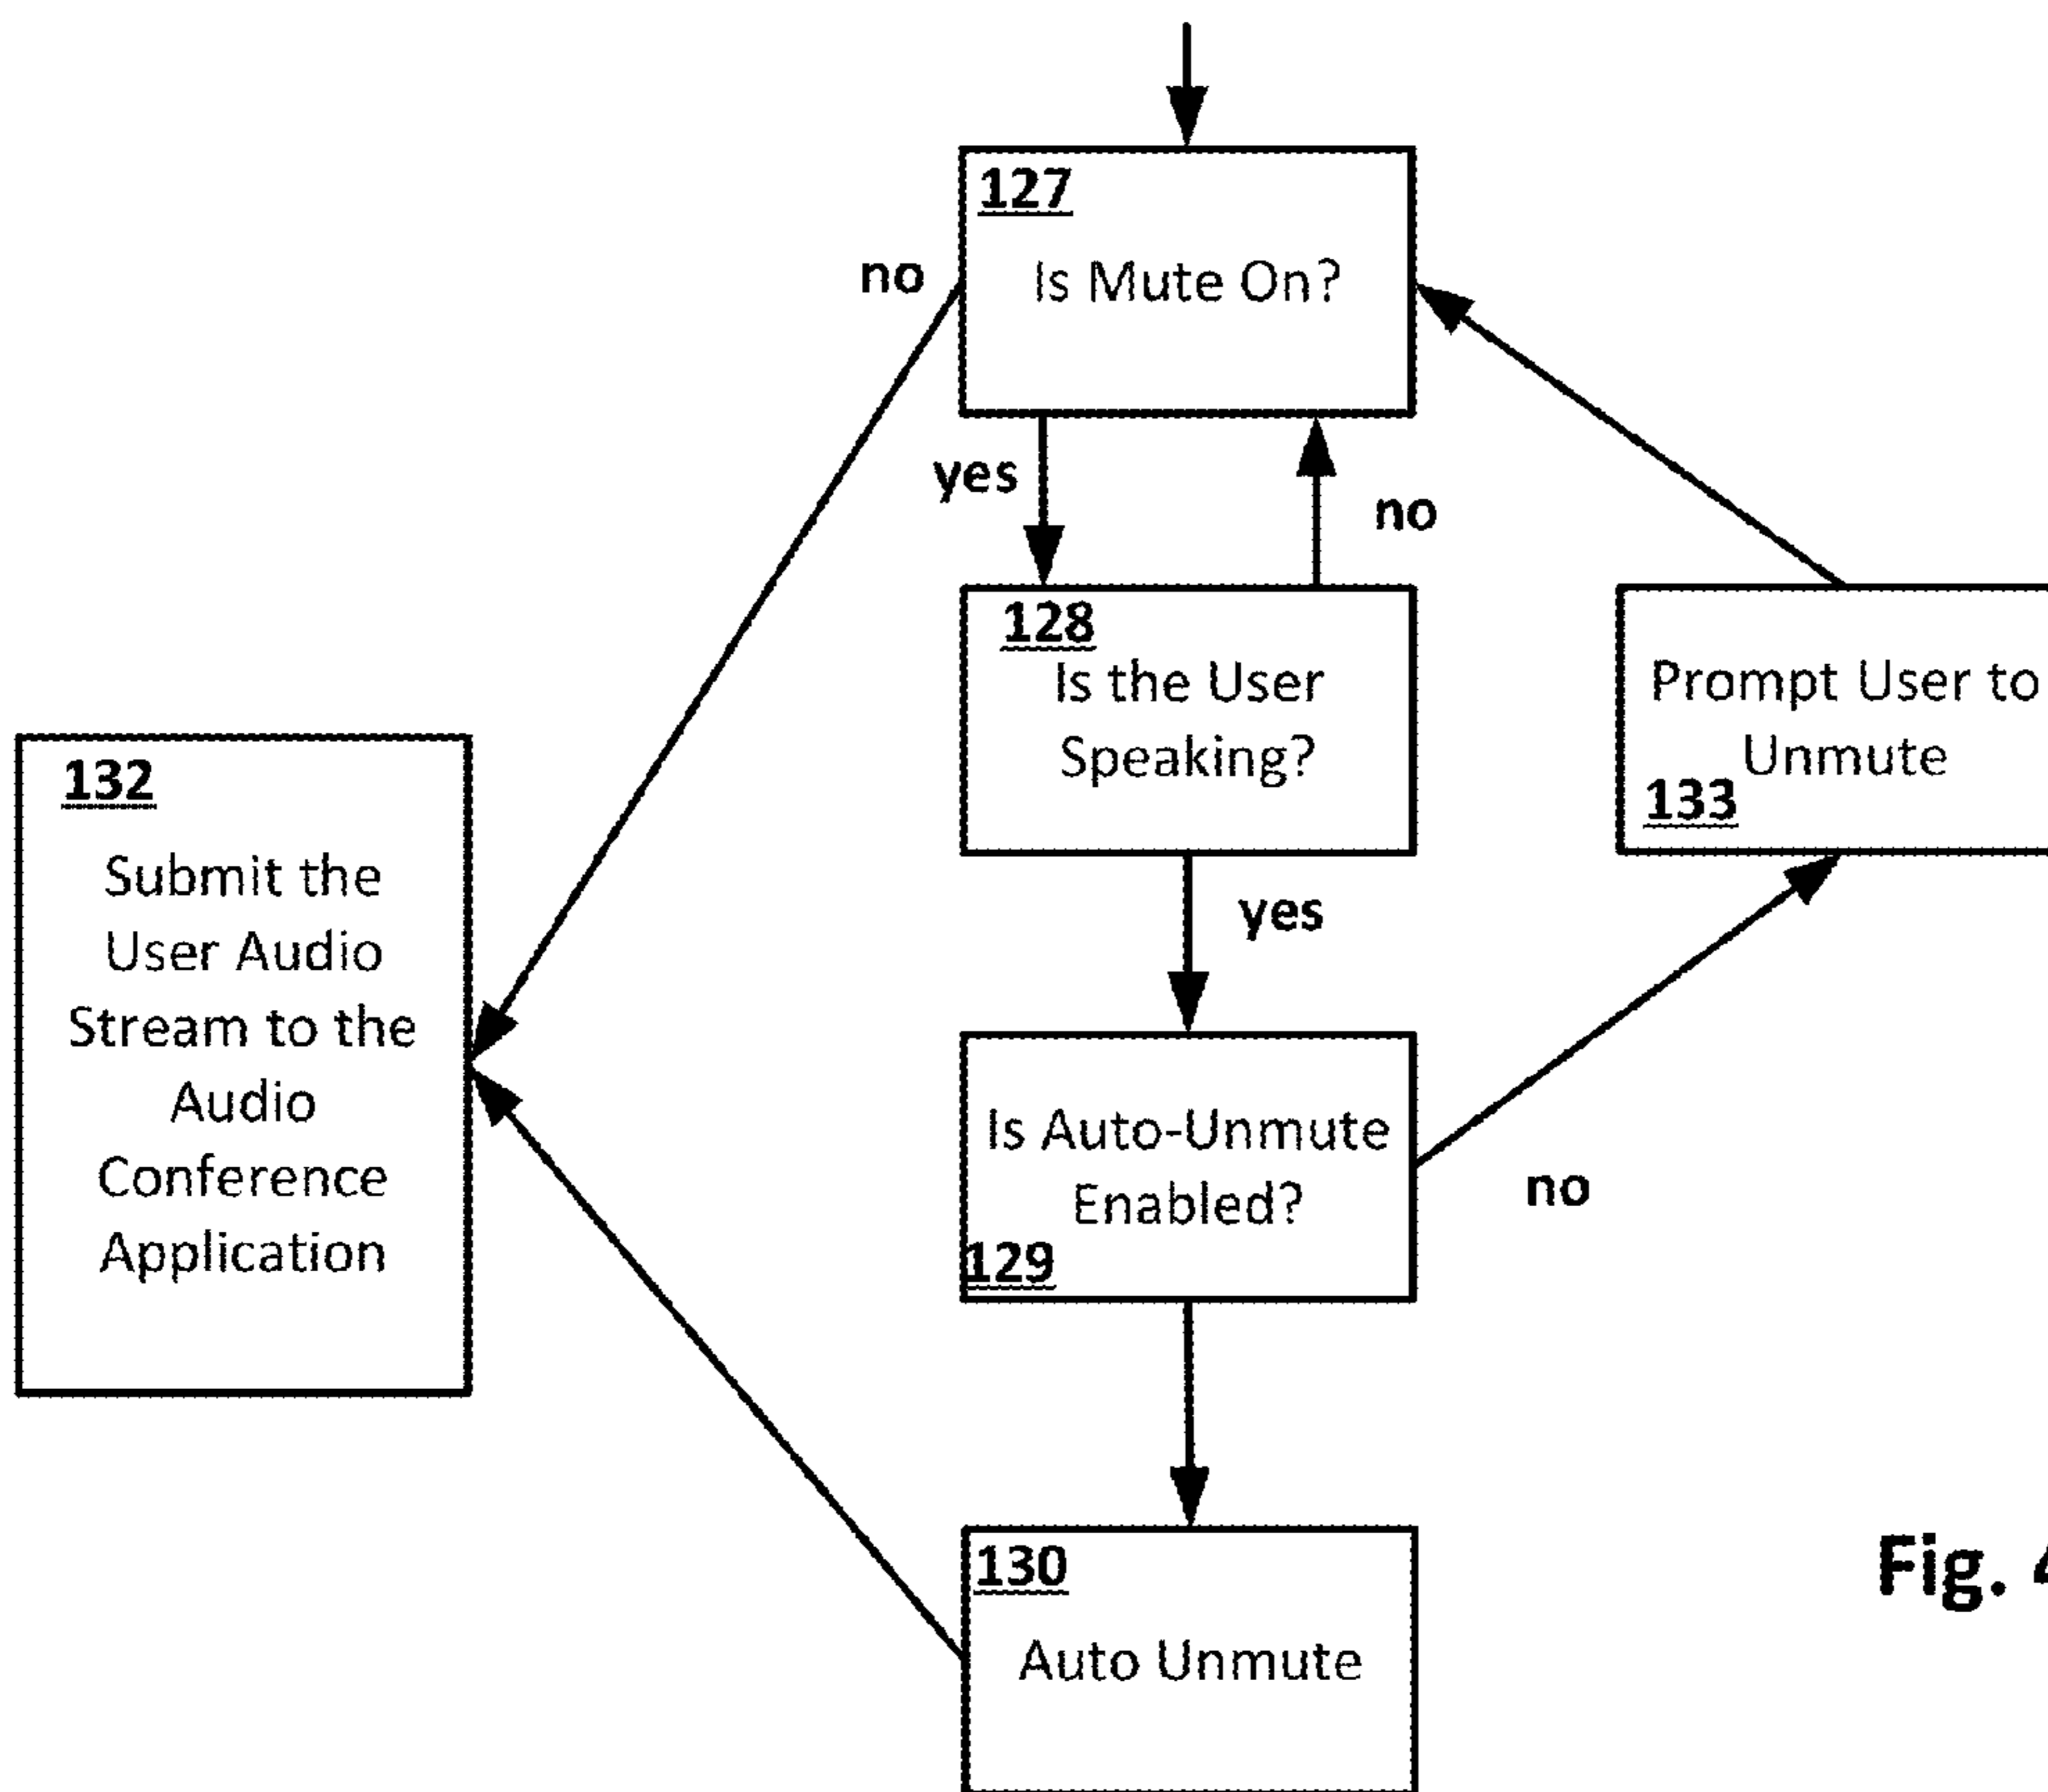 127
Is Mute On?
no
yes
no
128
Is the User
Speaking?
Prompt User to
Unmute
133
132
Submit the
User Audio
Stream to the
Audio
Conference
Application
yes
Is Auto-Unmute
Enabled?
129
no
130
Auto Unmute
Fig. 4